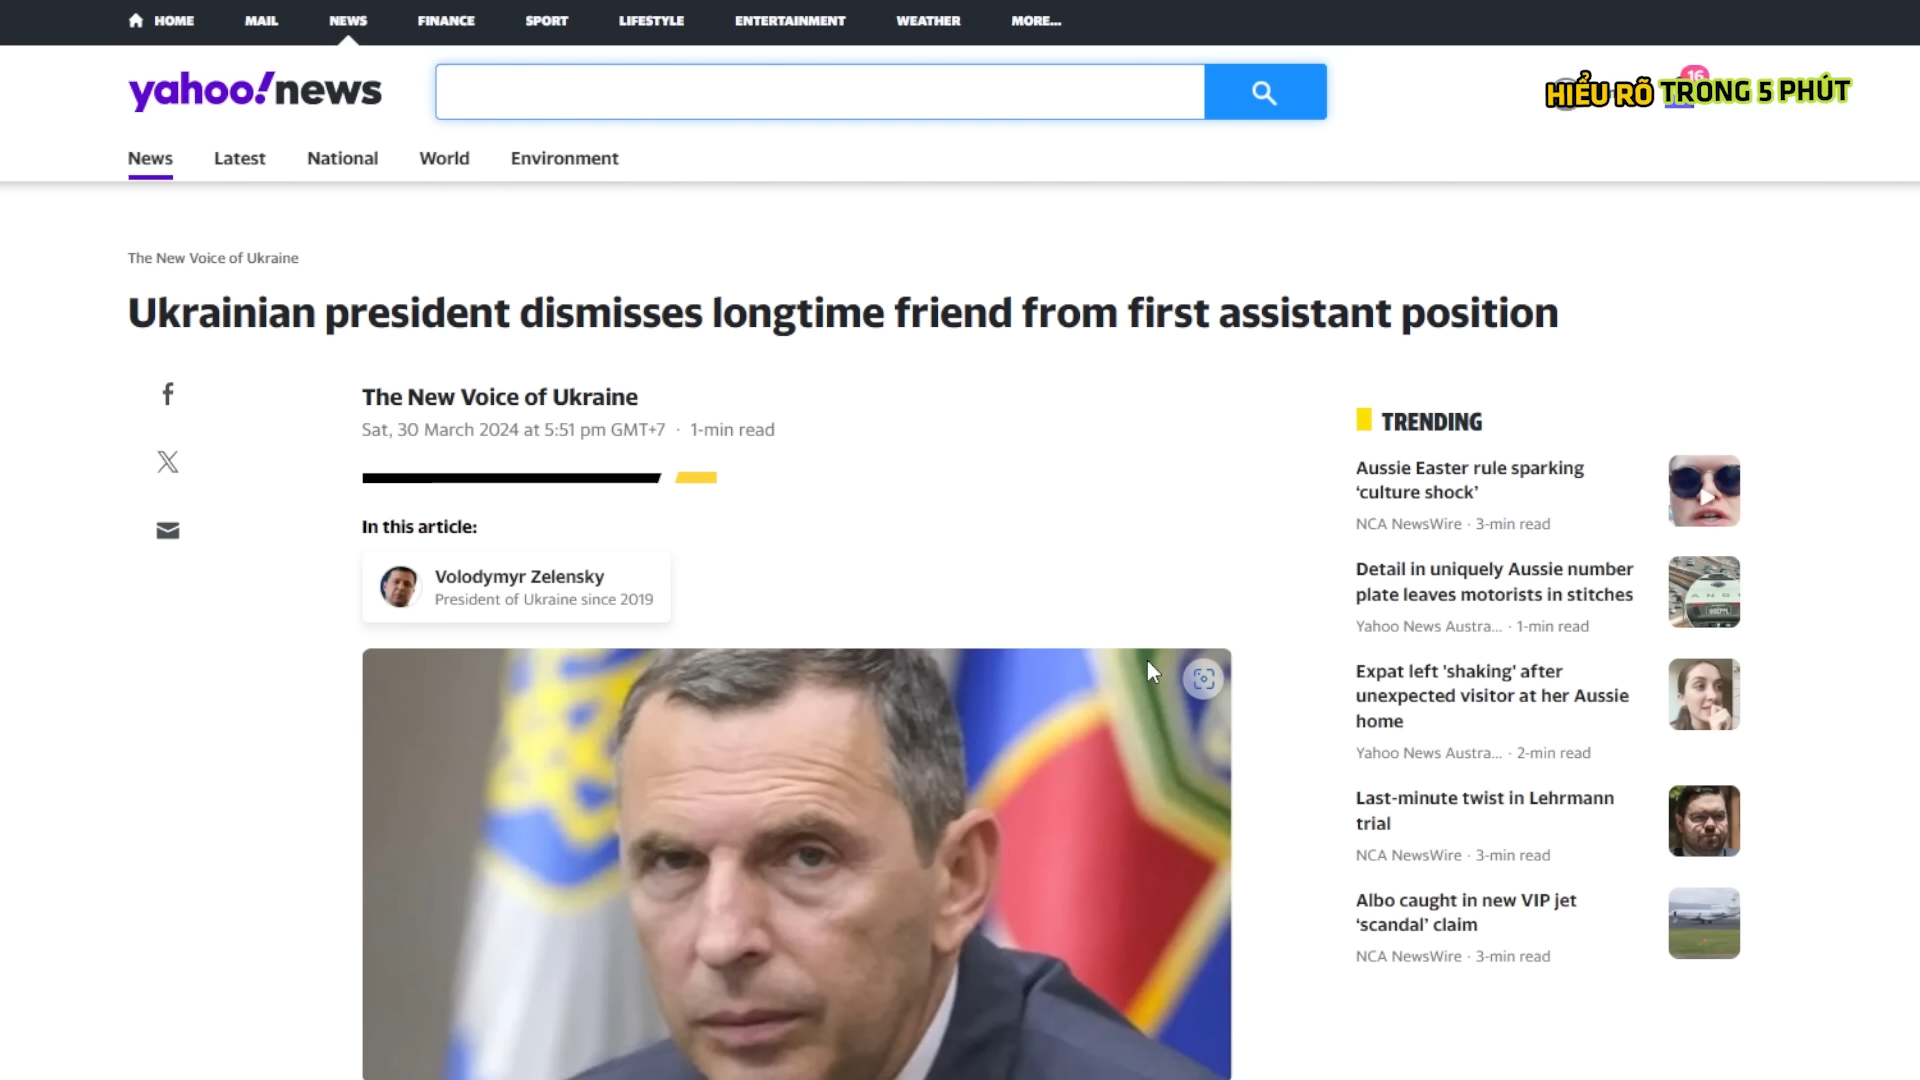 HOME MAIL NEWS FINANCE SPORT LIFESTYLE ENTERTAINMENT WEATHER MORE...
yahoo!news
16
HIỂU RÕ TRONG 5 PHÚT
News Latest National World Environment
The New Voice of Ukraine
Ukrainian president dismisses longtime friend from first assistant position
The New Voice of Ukraine
Sat, 30 March 2024 at 5:51 pm GMT+7 · 1-min read
In this article:
Volodymyr Zelensky
President of Ukraine since 2019
TRENDING
Aussie Easter rule sparking
‘culture shock’
NCA NewsWire · 3-min read
Detail in uniquely Aussie number
plate leaves motorists in stitches
Yahoo News Austra... · 1-min read
Expat left 'shaking' after
unexpected visitor at her Aussie
home
Yahoo News Austra... · 2-min read
Last-minute twist in Lehrmann
trial
NCA NewsWire · 3-min read
Albo caught in new VIP jet
‘scandal’ claim
NCA NewsWire · 3-min read